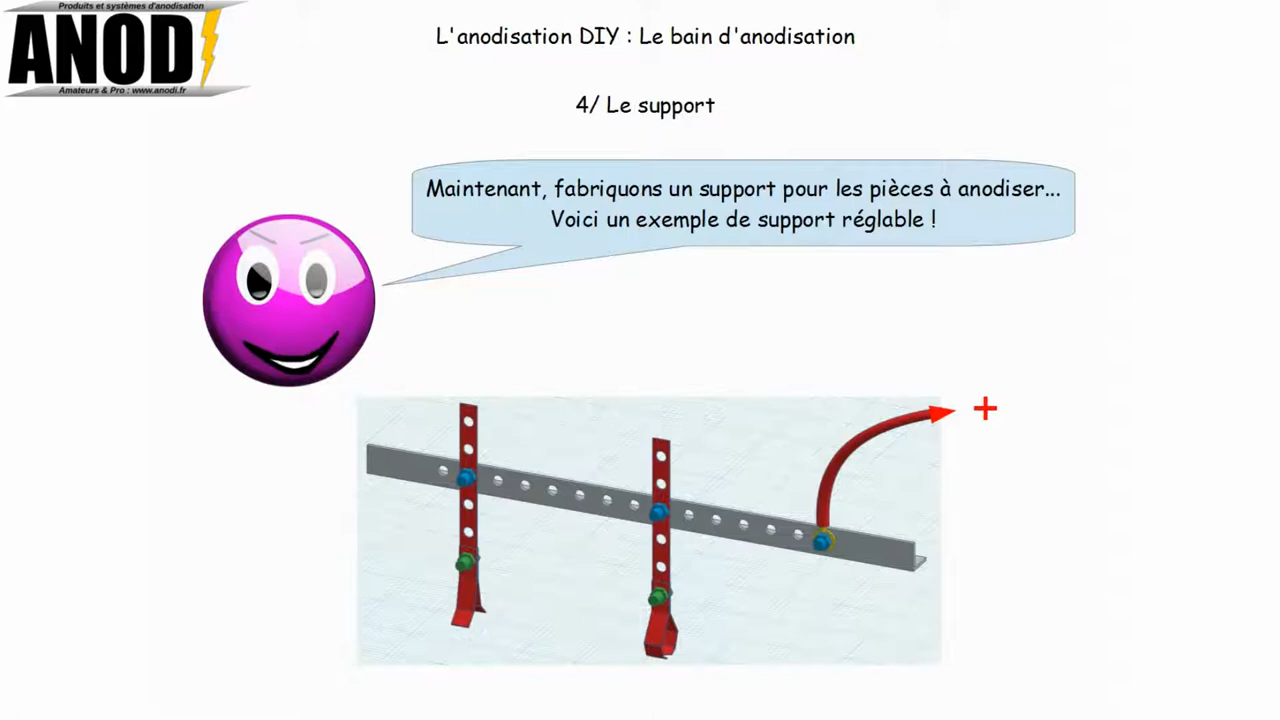 Produits et systèmes d'anodisation
ANODI
Amateurs & Pro : www.anodi.fr
L'anodisation DIY : Le bain d'anodisation
4/ Le support
Maintenant, fabriquons un support pour les pièces à anodiser...
Voici un exemple de support réglable !
+